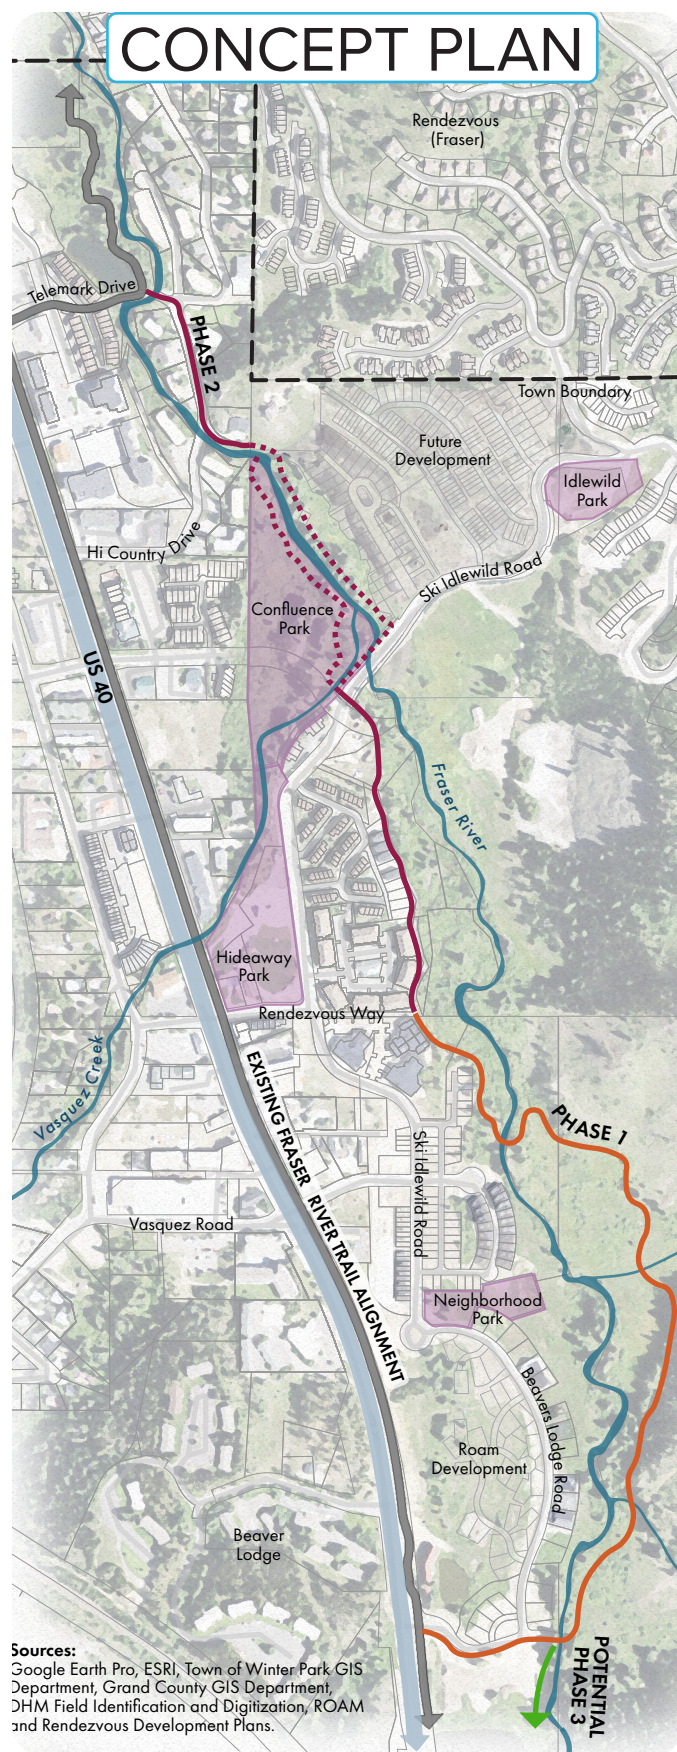 CONCEPT PLAN
Rendezvous
(Fraser)
Telemark Drive
PHASE 2
Town Boundary
Future
Development
Idlewild
Park
Hi Country Drive
Ski Idlewild Road
Confluence
Park
US 40
Fraser River
Hideaway
Park
Rendezvous Way
Vasquez Creek
EXISTING FRASER RIVER TRAIL ALIGNMENT
PHASE 1
Ski Idlewild Road
Vasquez Road
Neighborhood
Park
Beavers Lodge Road
Roam
Development
Beaver
Lodge
POTENTIAL
PHASE 3
Sources:
Google Earth Pro, ESRI, Town of Winter Park GIS
Department, Grand County GIS Department,
DHM Field Identification and Digitization, ROAM
and Rendezvous Development Plans.